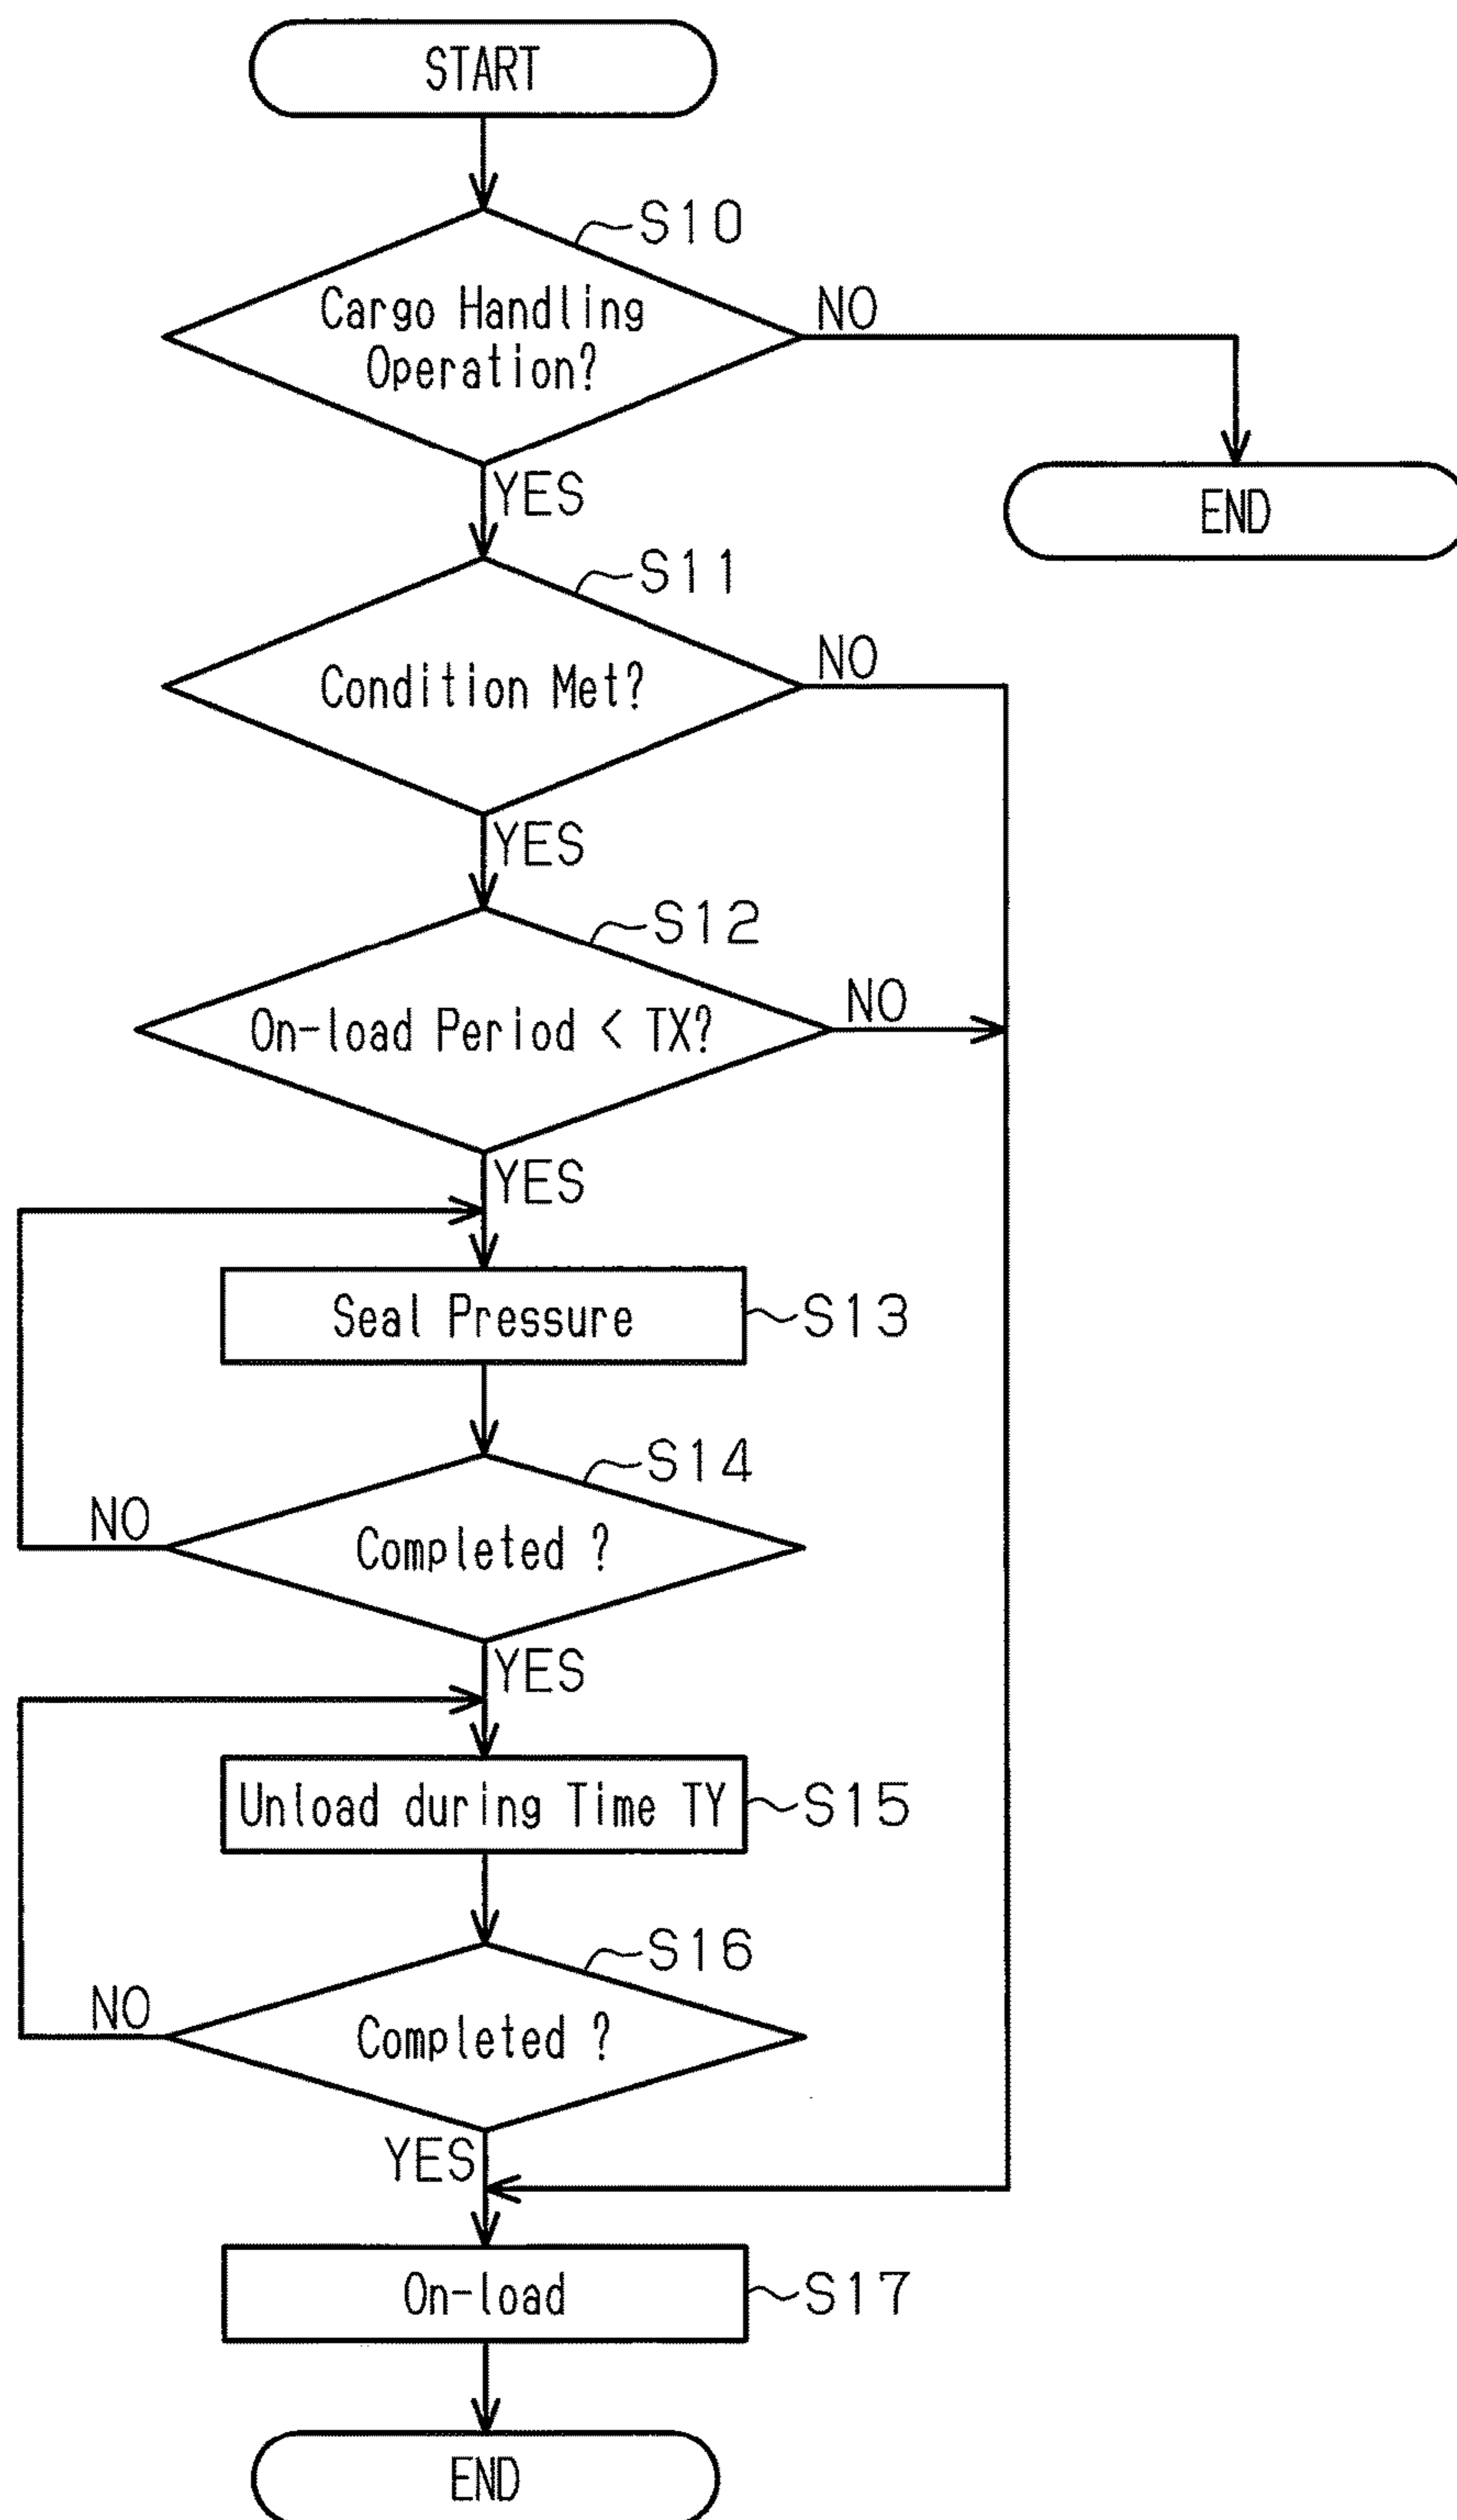 START
S10
Cargo Handling
Operation?
NO
YES
END
S11
Condition Met?
NO
YES
S12
On-load Period < TX?
NO
YES
Seal Pressure
S13
S14
Completed ?
NO
YES
Unload during Time TY
S15
S16
Completed ?
NO
YES
On-load
S17
END